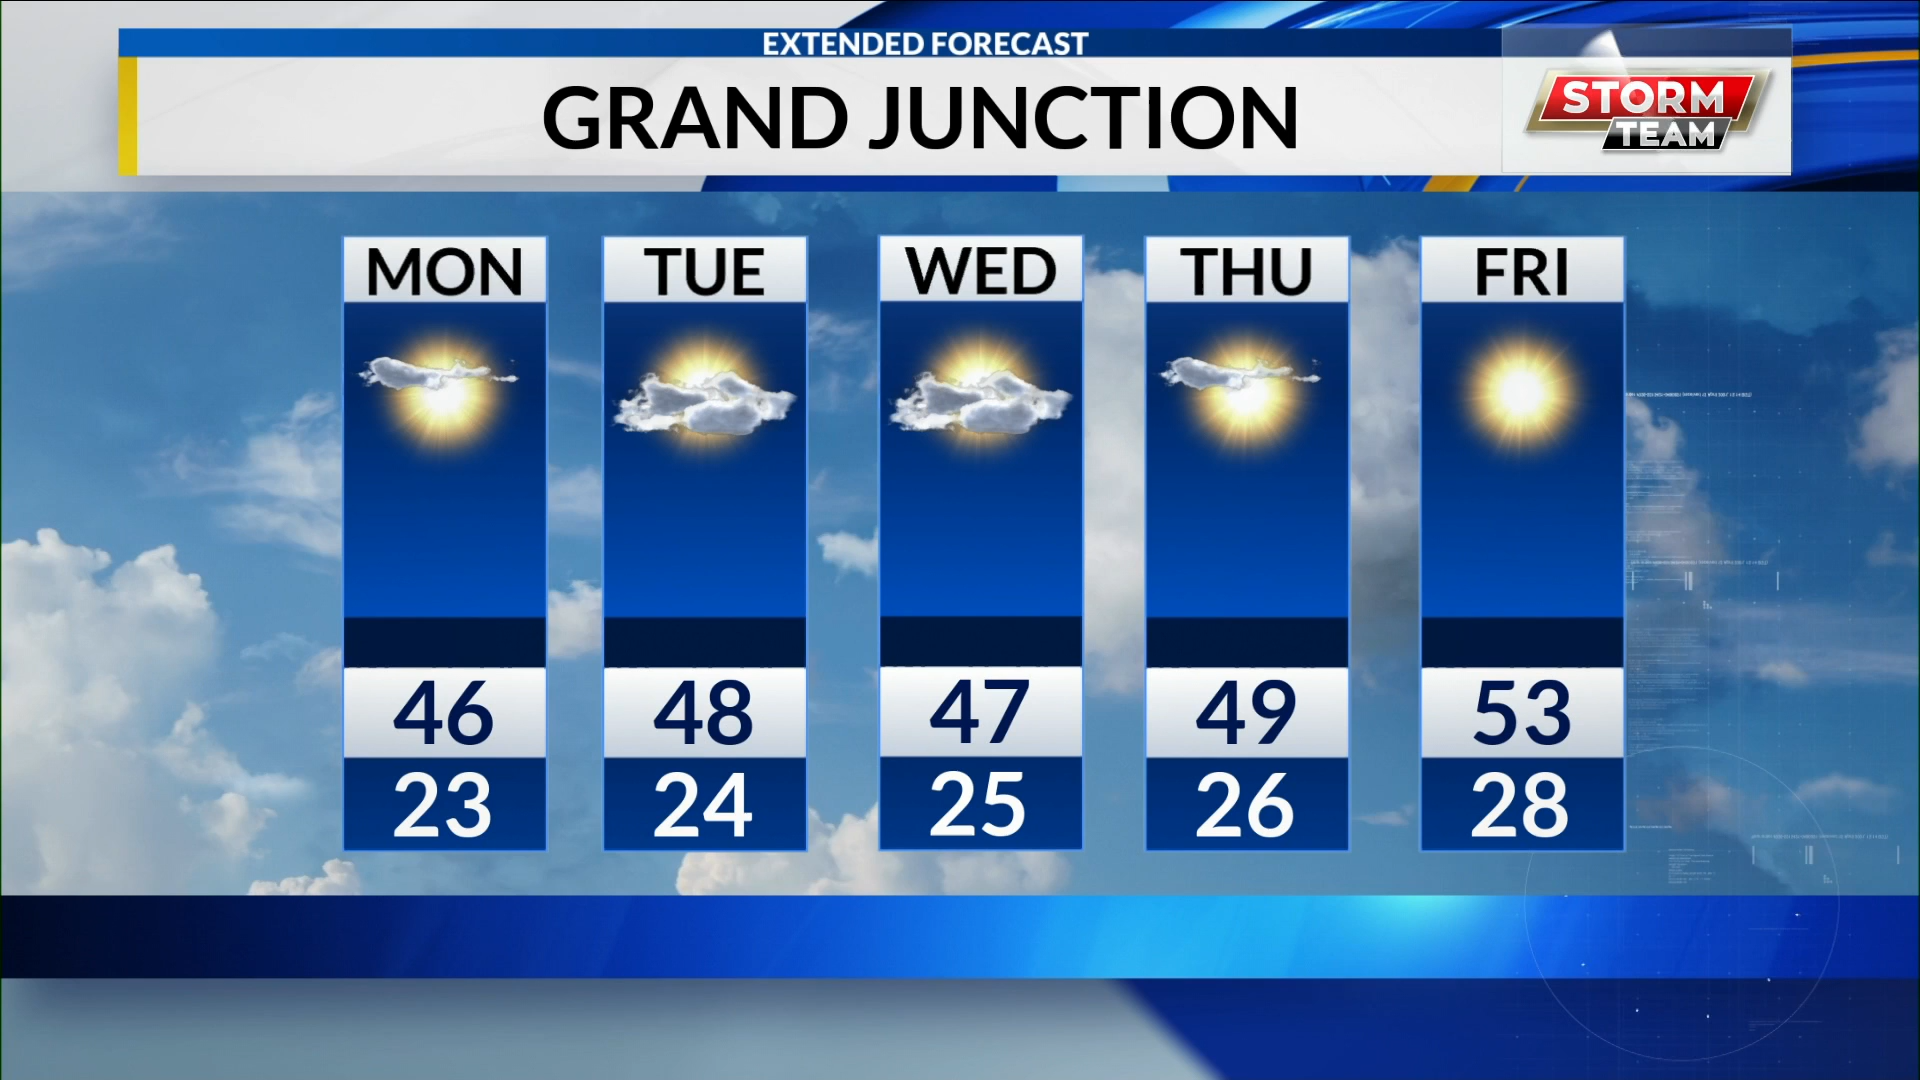 EXTENDED FORECAST
GRAND JUNCTION
STORM
TEAM
MON TUE WED THU FRI
46 48 47 49 53
23 24 25 26 28